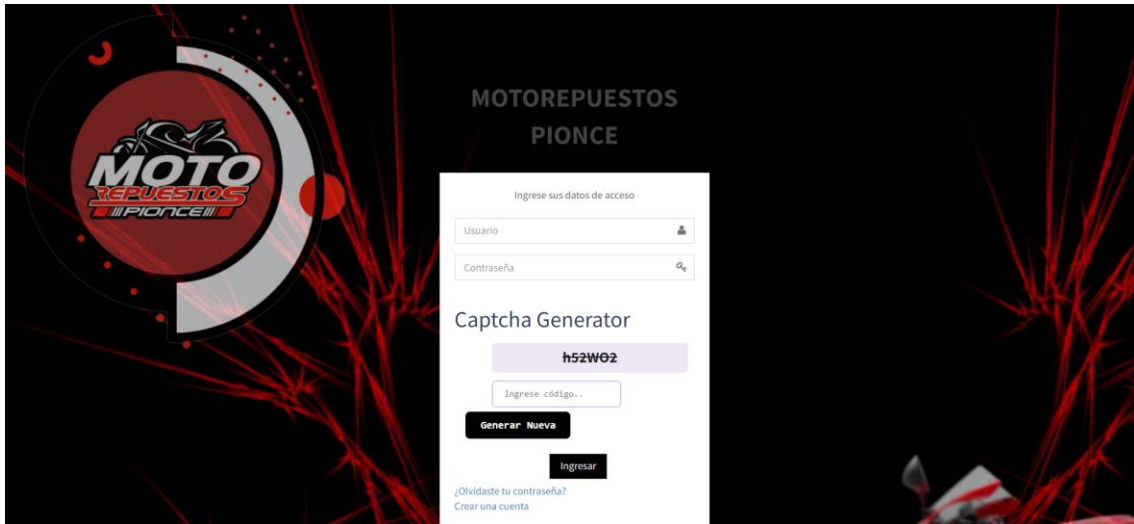 MOTO
REPUESTOS
PIONCE
MOTOREPUESTOS
PIONCE
Ingrese sus datos de acceso
Usuario
Contraseña
Captcha Generator
h52WO2
Ingrese código..
Generar Nueva
Ingresar
¿Olvidaste tu contraseña?
Crear una cuenta